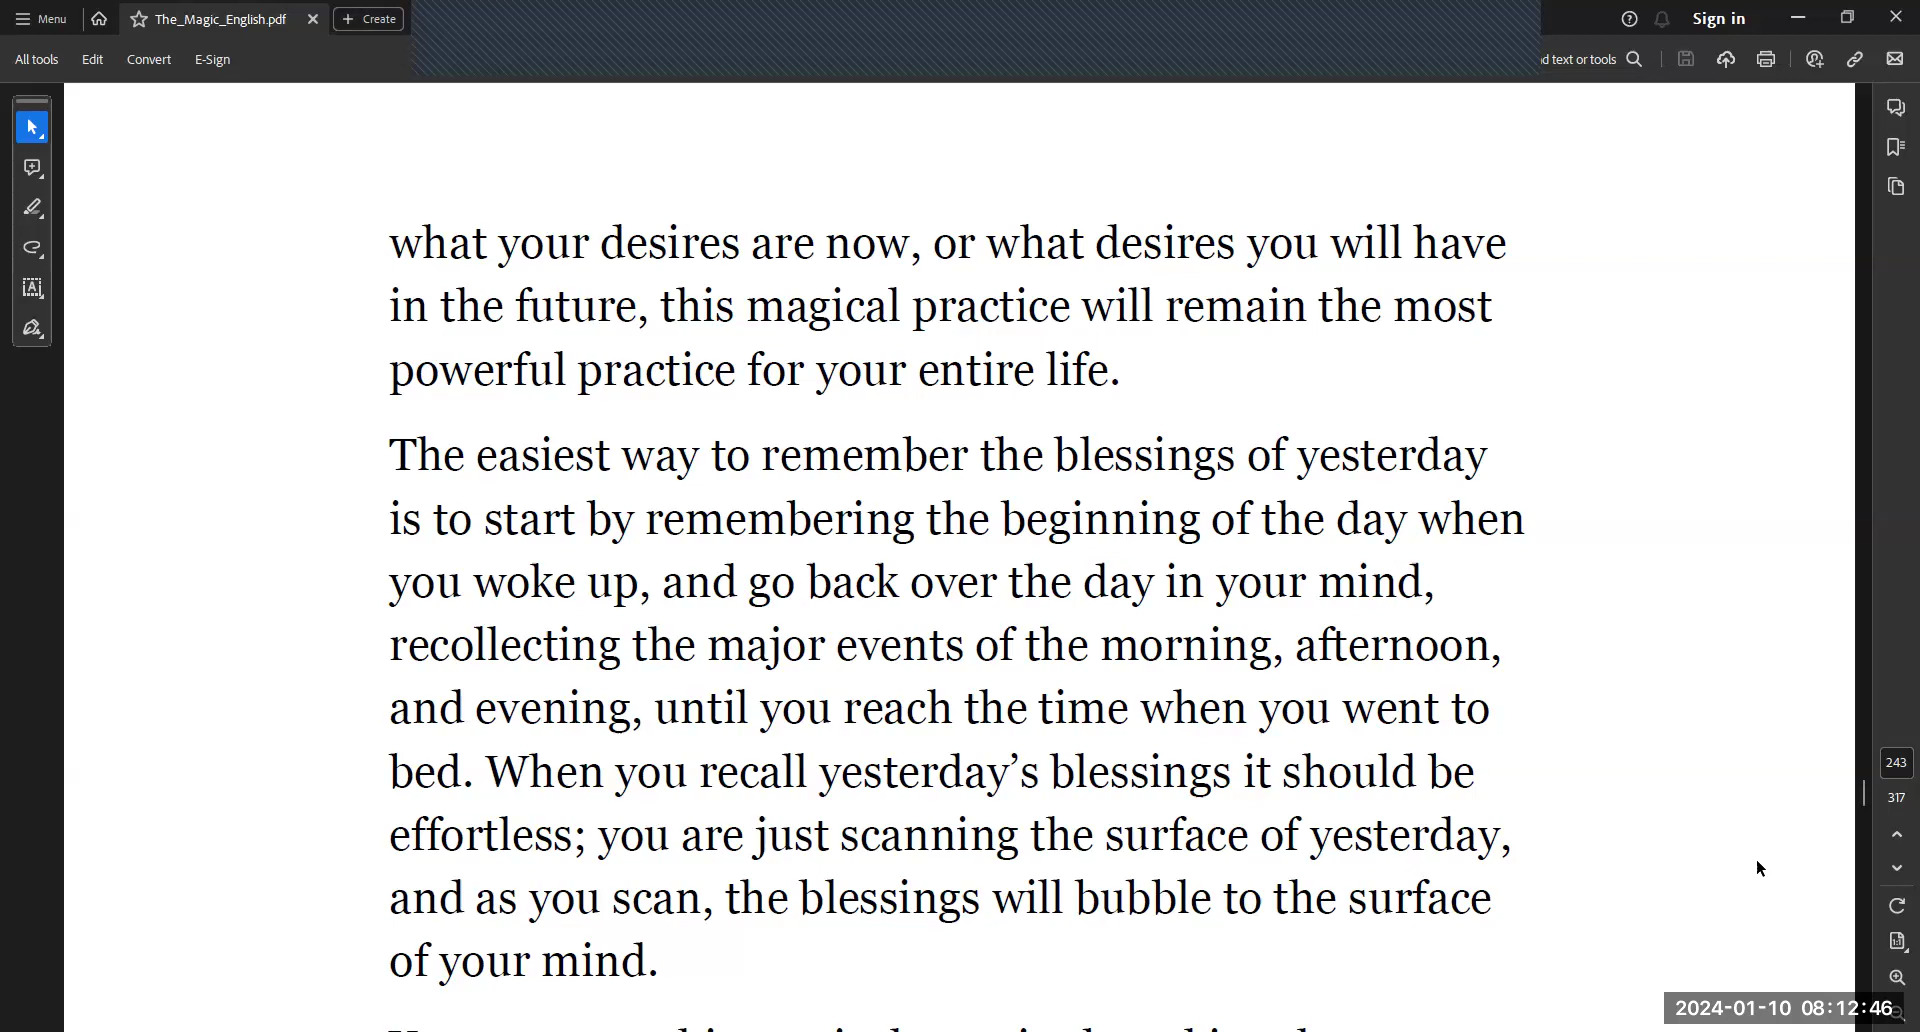 Menu
The_Magic_English.pdf
Create
Sign in
All tools
Edit
Convert
E-Sign
text or tools
what your desires are now, or what desires you will have
in the future, this magical practice will remain the most
powerful practice for your entire life.
The easiest way to remember the blessings of yesterday
is to start by remembering the beginning of the day when
you woke up, and go back over the day in your mind,
recollecting the major events of the morning, afternoon,
and evening, until you reach the time when you went to
bed. When you recall yesterday’s blessings it should be
effortless; you are just scanning the surface of yesterday,
and as you scan, the blessings will bubble to the surface
of your mind.
243
317
2024-01-10 08:12:46